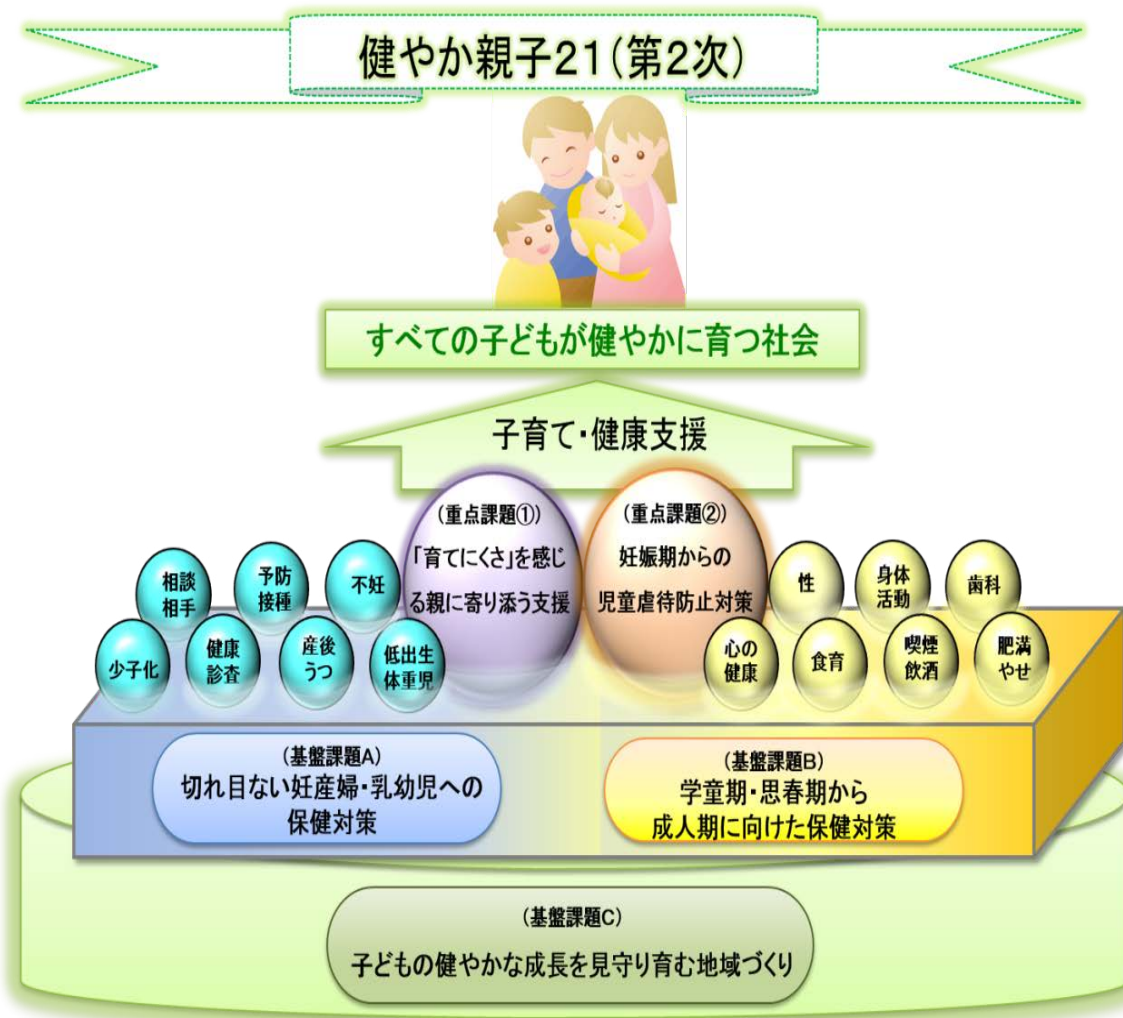 健やか親子21(第2次)
すべての子どもが健やかに育つ社会
子育て・健康支援
(重点課題①)
「育てにくさ」を感じ
る親に寄り添う支援
(重点課題②)
妊娠期からの
児童虐待防止対策
相談
相手
予防
接種
不妊
少子化
健康
診査
産後
うつ
低出生
体重児
性
身体
活動
歯科
心の
健康
食育
喫煙
飲酒
肥満
やせ
(基盤課題A)
切れ目ない妊産婦・乳幼児への
保健対策
(基盤課題B)
学童期・思春期から
成人期に向けた保健対策
(基盤課題C)
子どもの健やかな成長を見守り育む地域づくり